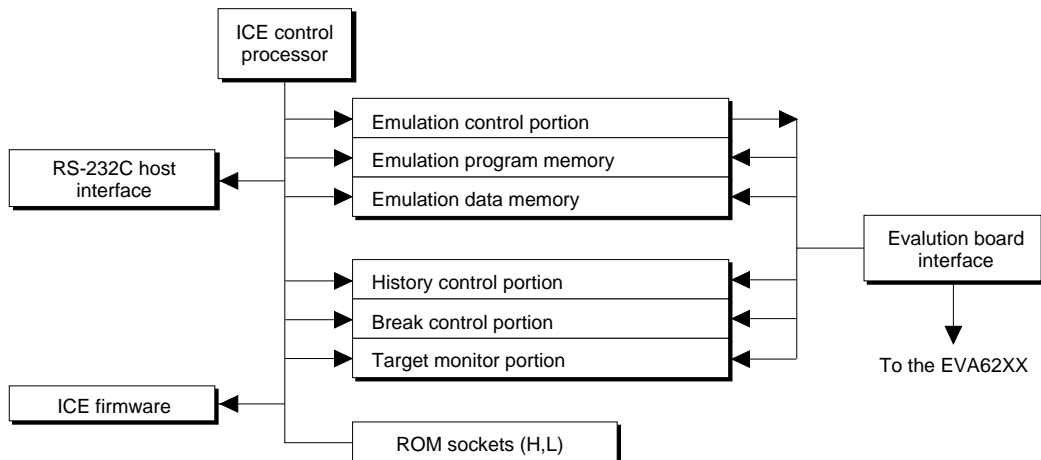 ICE control
processor
Emulation control portion
Emulation program memory
Emulation data memory
RS-232C host
interface
Evalution board
interface
History control portion
Break control portion
Target monitor portion
To the EVA62XX
ICE firmware
ROM sockets (H,L)